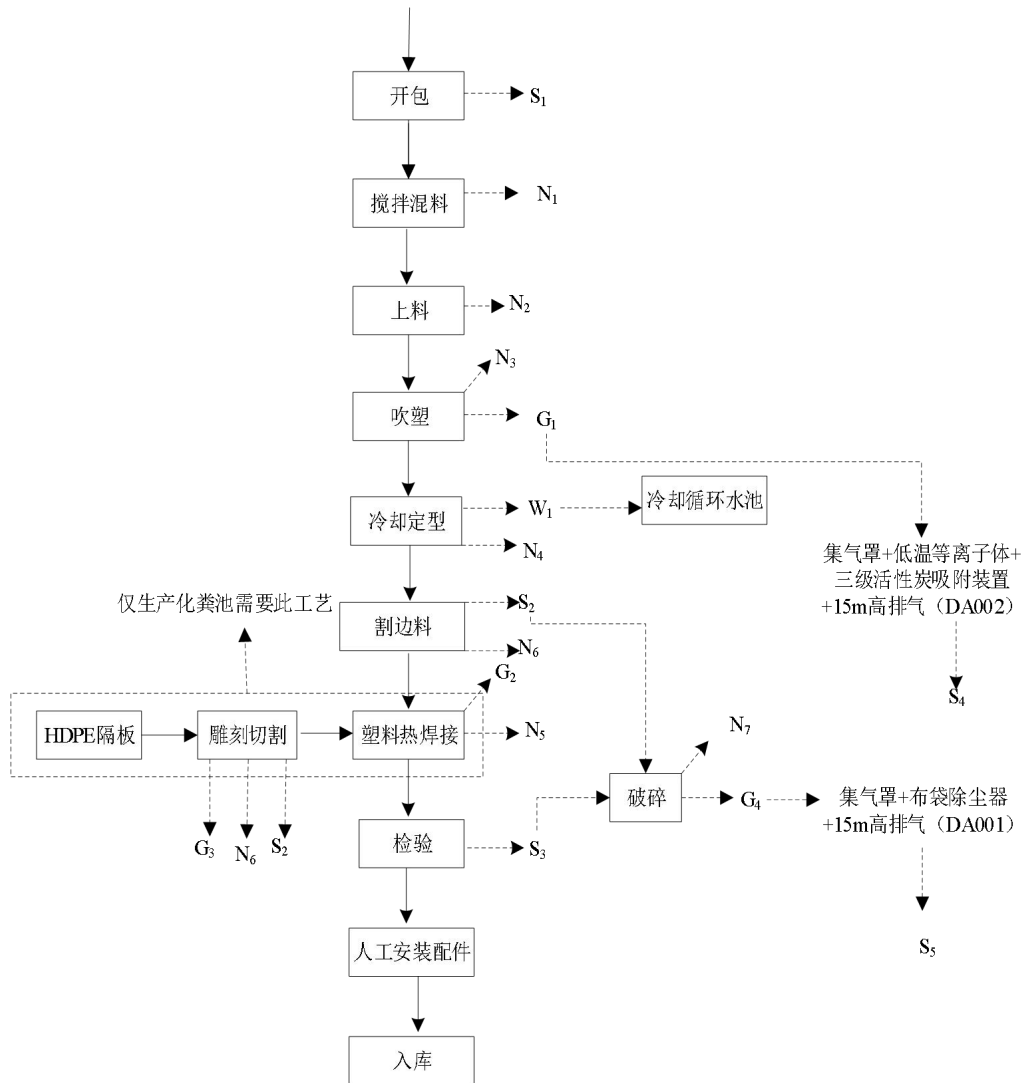 开包
S₁
搅拌混料
N₁
上料
N₂
N₃
吹塑
G₁
冷却定型
W₁
冷却循环水池
N₄
集气罩+低温等离子体+
三级活性炭吸附装置
+15m高排气（DA002）
S₄
仅生产化粪池需要此工艺
割边料
S₂
N₆
G₂
HDPE隔板
雕刻切割
塑料热焊接
N₅
G₃
N₆
S₂
N₇
破碎
G₄
集气罩+布袋除尘器
+15m高排气（DA001）
S₅
检验
S₃
人工安装配件
入库